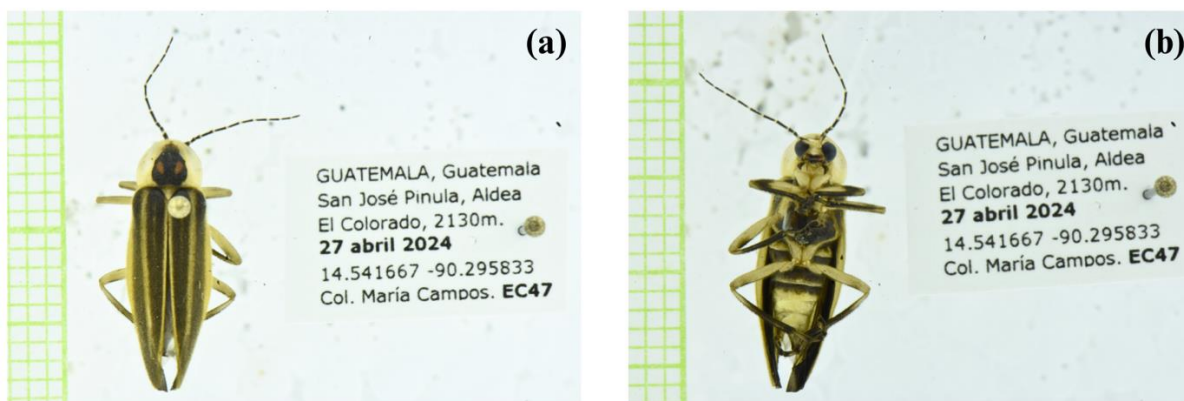 (a)
GUATEMALA, Guatemala
San José Pinula, Aldea
El Colorado, 2130m.
27 abril 2024
14.541667 -90.295833
Col. María Campos. EC47
(b)
GUATEMALA, Guatemala
San José Pinula, Aldea
El Colorado, 2130m.
27 abril 2024
14.541667 -90.295833
Col. María Campos. EC47